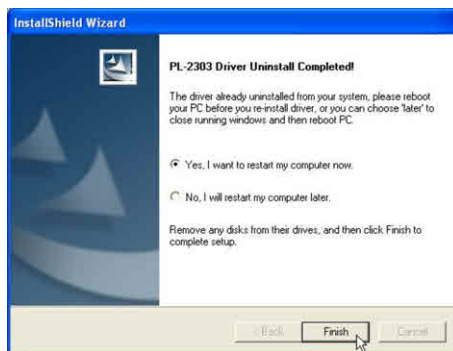 InstallShield Wizard
PL-2303 Driver Uninstall Completed!
The driver already uninstalled from your system, please reboot
your PC before you re-install driver, or you can choose 'later' to
close running windows and then reboot PC.
Yes, I want to restart my computer now.
No, I will restart my computer later.
Remove any disks from their drives, and then click Finish to
complete setup.
< Back Finish Cancel